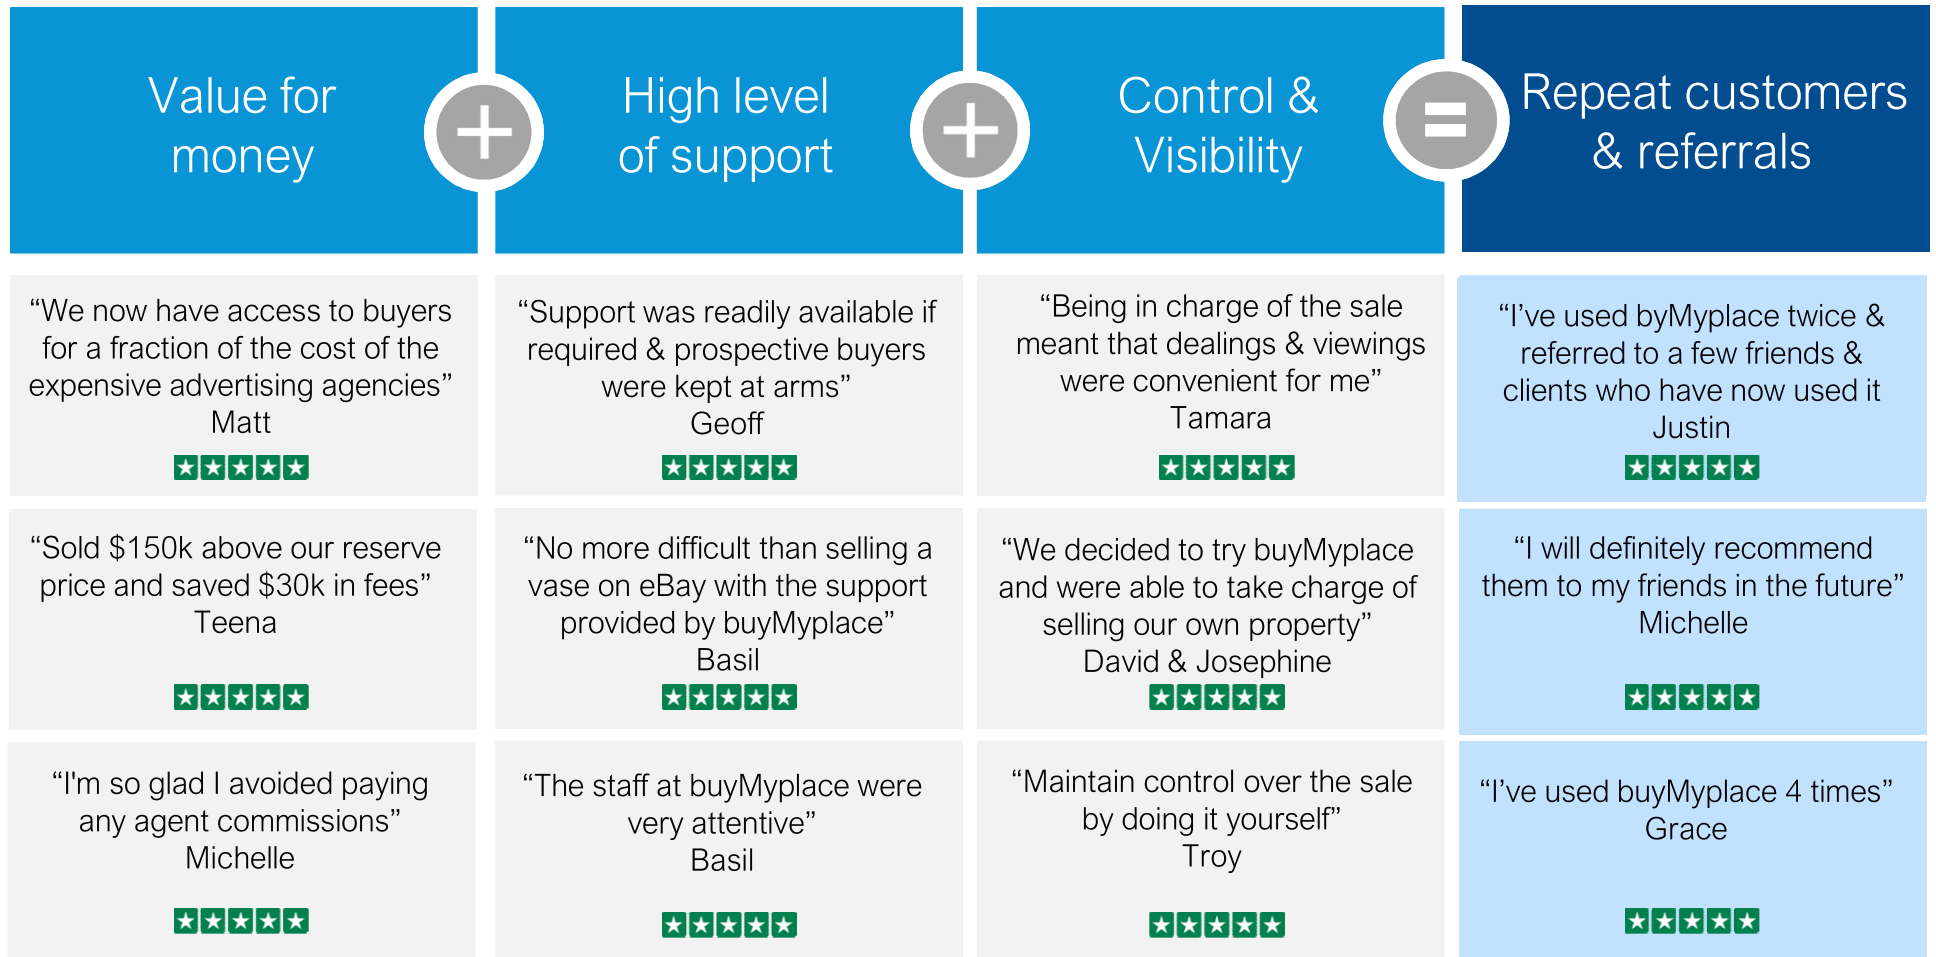 Value for
money
+
High level
of support
+
Control &
Visibility
=
Repeat customers
& referrals
“We now have access to buyers
for a fraction of the cost of the
expensive advertising agencies”
Matt
“Support was readily available if
required & prospective buyers
were kept at arms”
Geoff
“Being in charge of the sale
meant that dealings & viewings
were convenient for me”
Tamara
“I’ve used byMyplace twice &
referred to a few friends &
clients who have now used it
Justin
“Sold $150k above our reserve
price and saved $30k in fees”
Teena
“No more difficult than selling a
vase on eBay with the support
provided by buyMyplace”
Basil
“We decided to try buyMyplace
and were able to take charge of
selling our own property”
David & Josephine
“I will definitely recommend
them to my friends in the future”
Michelle
“I'm so glad I avoided paying
any agent commissions”
Michelle
“The staff at buyMyplace were
very attentive”
Basil
“Maintain control over the sale
by doing it yourself”
Troy
“I’ve used buyMyplace 4 times”
Grace